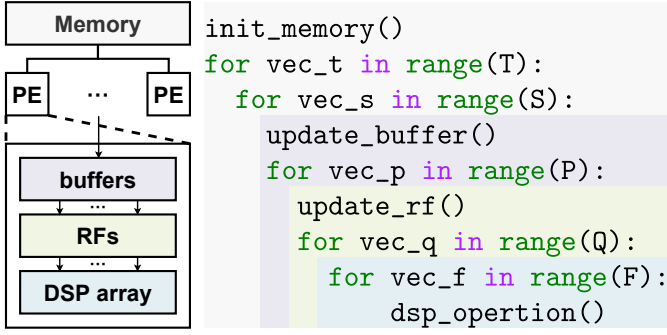 Memory
PE ... PE
buffers
...
RFs
...
DSP array
init_memory()
for vec_t in range(T):
for vec_s in range(S):
update_buffer()
for vec_p in range(P):
update_rf()
for vec_q in range(Q):
for vec_f in range(F):
dsp_opertion()